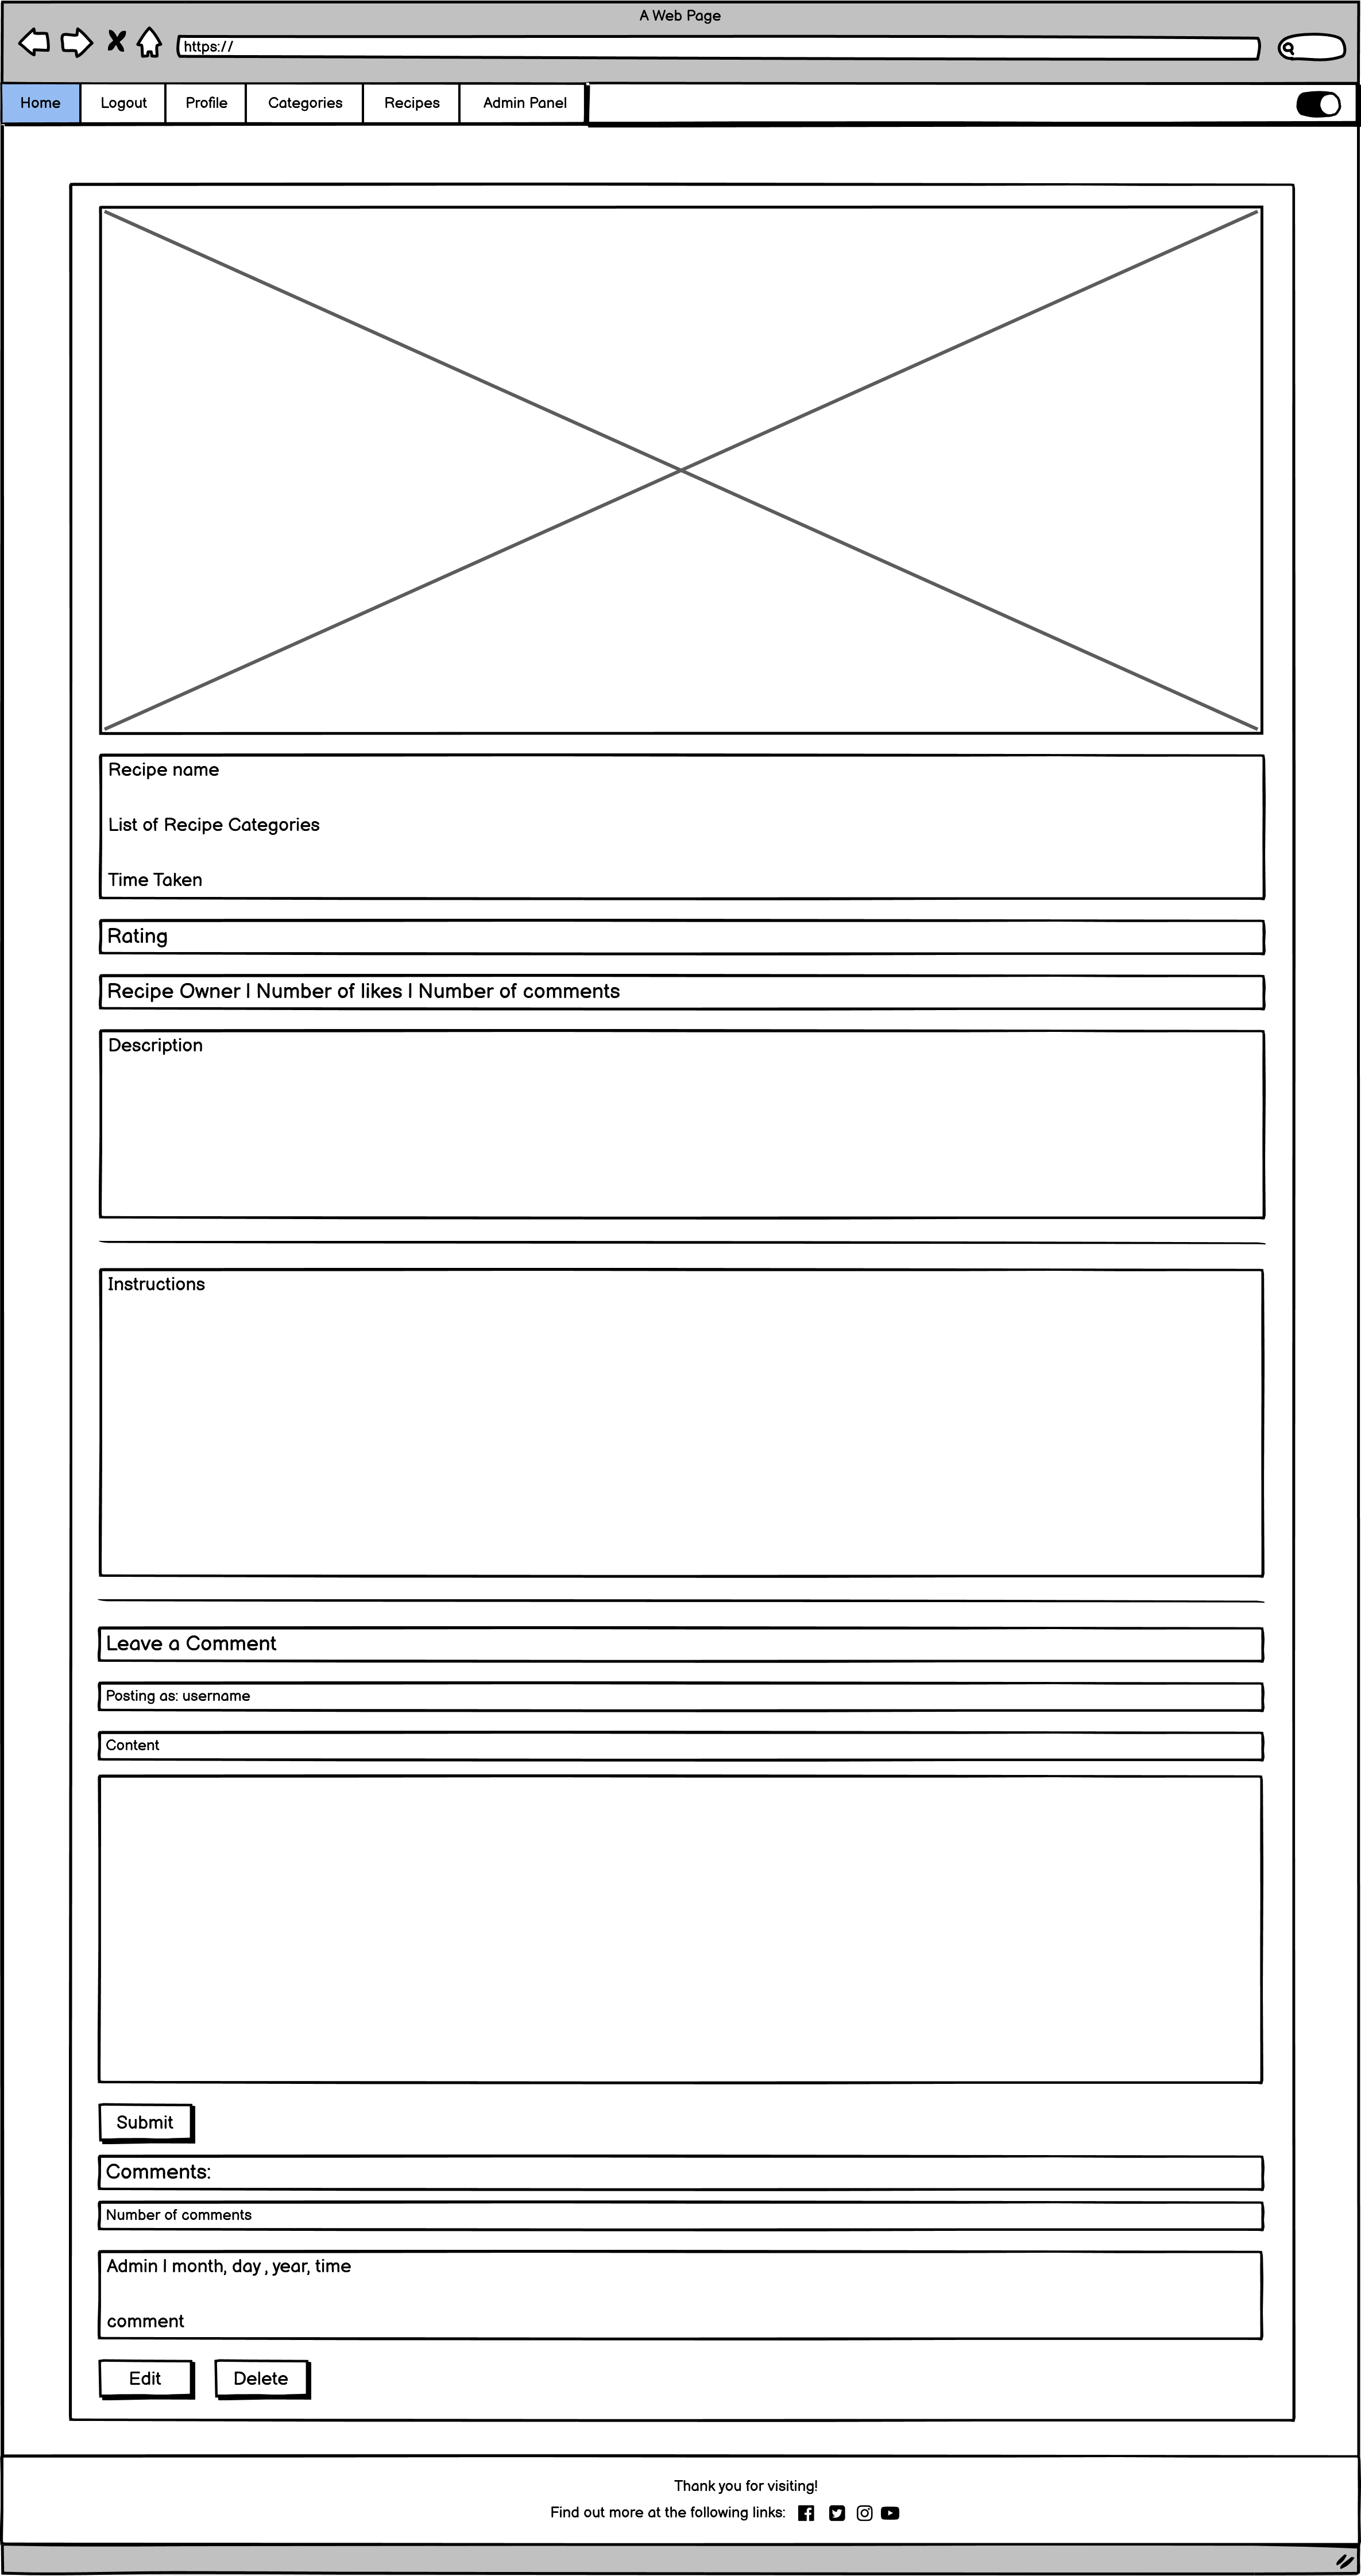 A Web Page
https://
Home Logout Profile Categories Recipes Admin Panel
Recipe name
List of Recipe Categories
Time Taken
Rating
Recipe Owner | Number of likes | Number of comments
Description
Instructions
Leave a Comment
Posting as: username
Content
Submit
Comments:
Number of comments
Admin | month, day , year, time
comment
Edit Delete
Thank you for visiting!
Find out more at the following links: